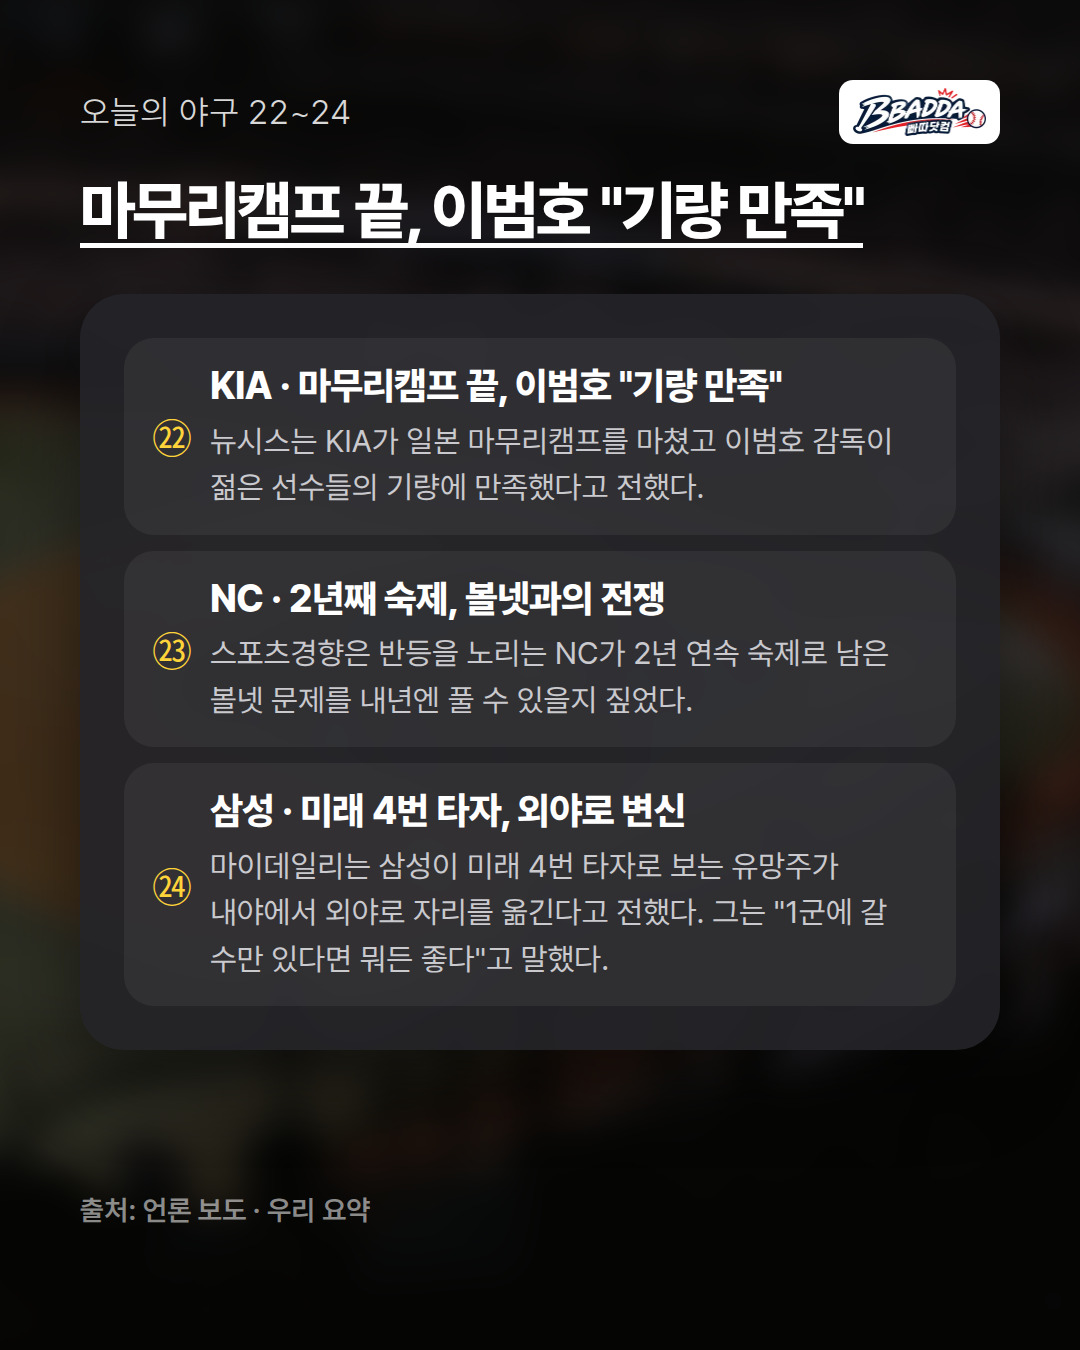 오늘의 야구 22~24
BBADDA
빠따닷컴
마무리캠프 끝, 이범호 "기량 만족"
KIA · 마무리캠프 끝, 이범호 "기량 만족"
㉒ 뉴시스는 KIA가 일본 마무리캠프를 마쳤고 이범호 감독이
젊은 선수들의 기량에 만족했다고 전했다.
NC · 2년째 숙제, 볼넷과의 전쟁
㉓ 스포츠경향은 반등을 노리는 NC가 2년 연속 숙제로 남은
볼넷 문제를 내년엔 풀 수 있을지 짚었다.
삼성 · 미래 4번 타자, 외야로 변신
마이데일리는 삼성이 미래 4번 타자로 보는 유망주가
㉔ 내야에서 외야로 자리를 옮긴다고 전했다. 그는 "1군에 갈
수만 있다면 뭐든 좋다"고 말했다.
출처: 언론 보도 · 우리 요약